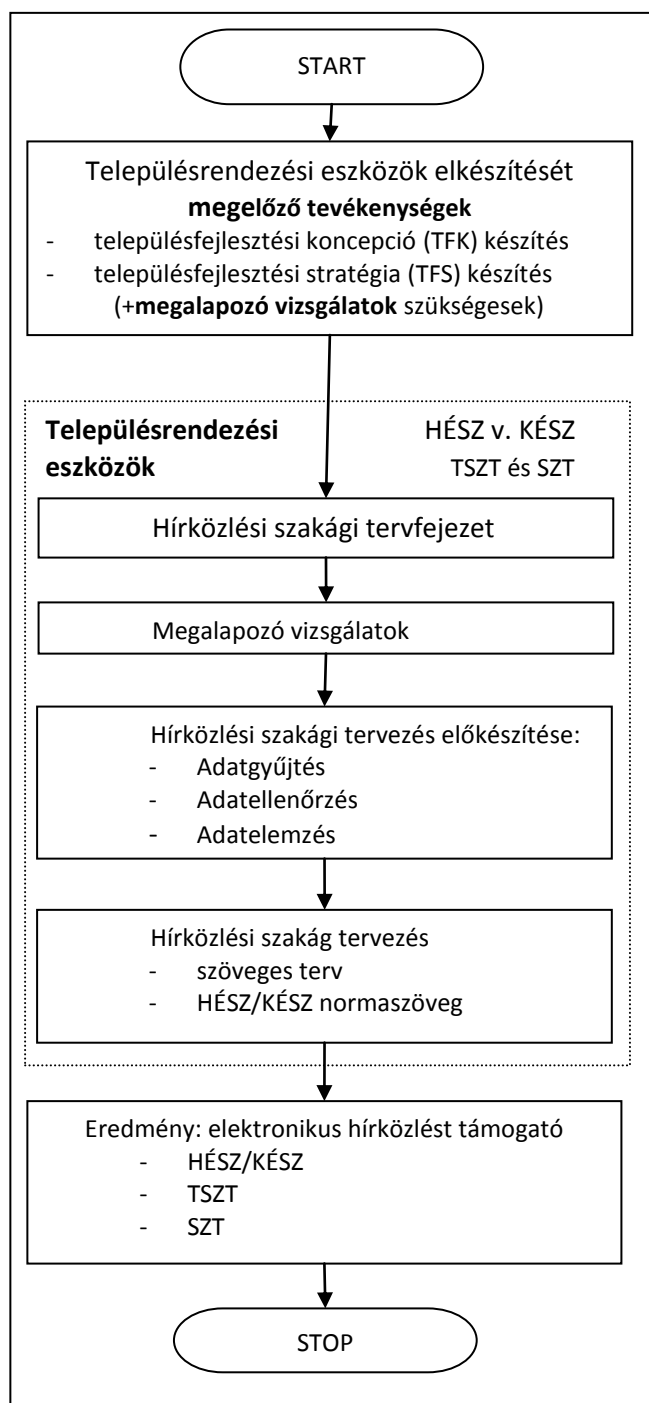 START
Településrendezési eszközök elkészítését
megelőző tevékenységek
- településfejlesztési koncepció (TFK) készítés
- településfejlesztési stratégia (TFS) készítés
(+megalapozó vizsgálatok szükségesek)
Településrendezési HÉSZ v. KÉSZ
eszközök TSZT és SZT
Hírközlési szakági tervfejezet
Megalapozó vizsgálatok
Hírközlési szakági tervezés előkészítése:
- Adatgyűjtés
- Adatellenőrzés
- Adatelemzés
Hírközlési szakág tervezés
- szöveges terv
- HÉSZ/KÉSZ normaszöveg
Eredmény: elektronikus hírközlést támogató
- HÉSZ/KÉSZ
- TSZT
- SZT
STOP